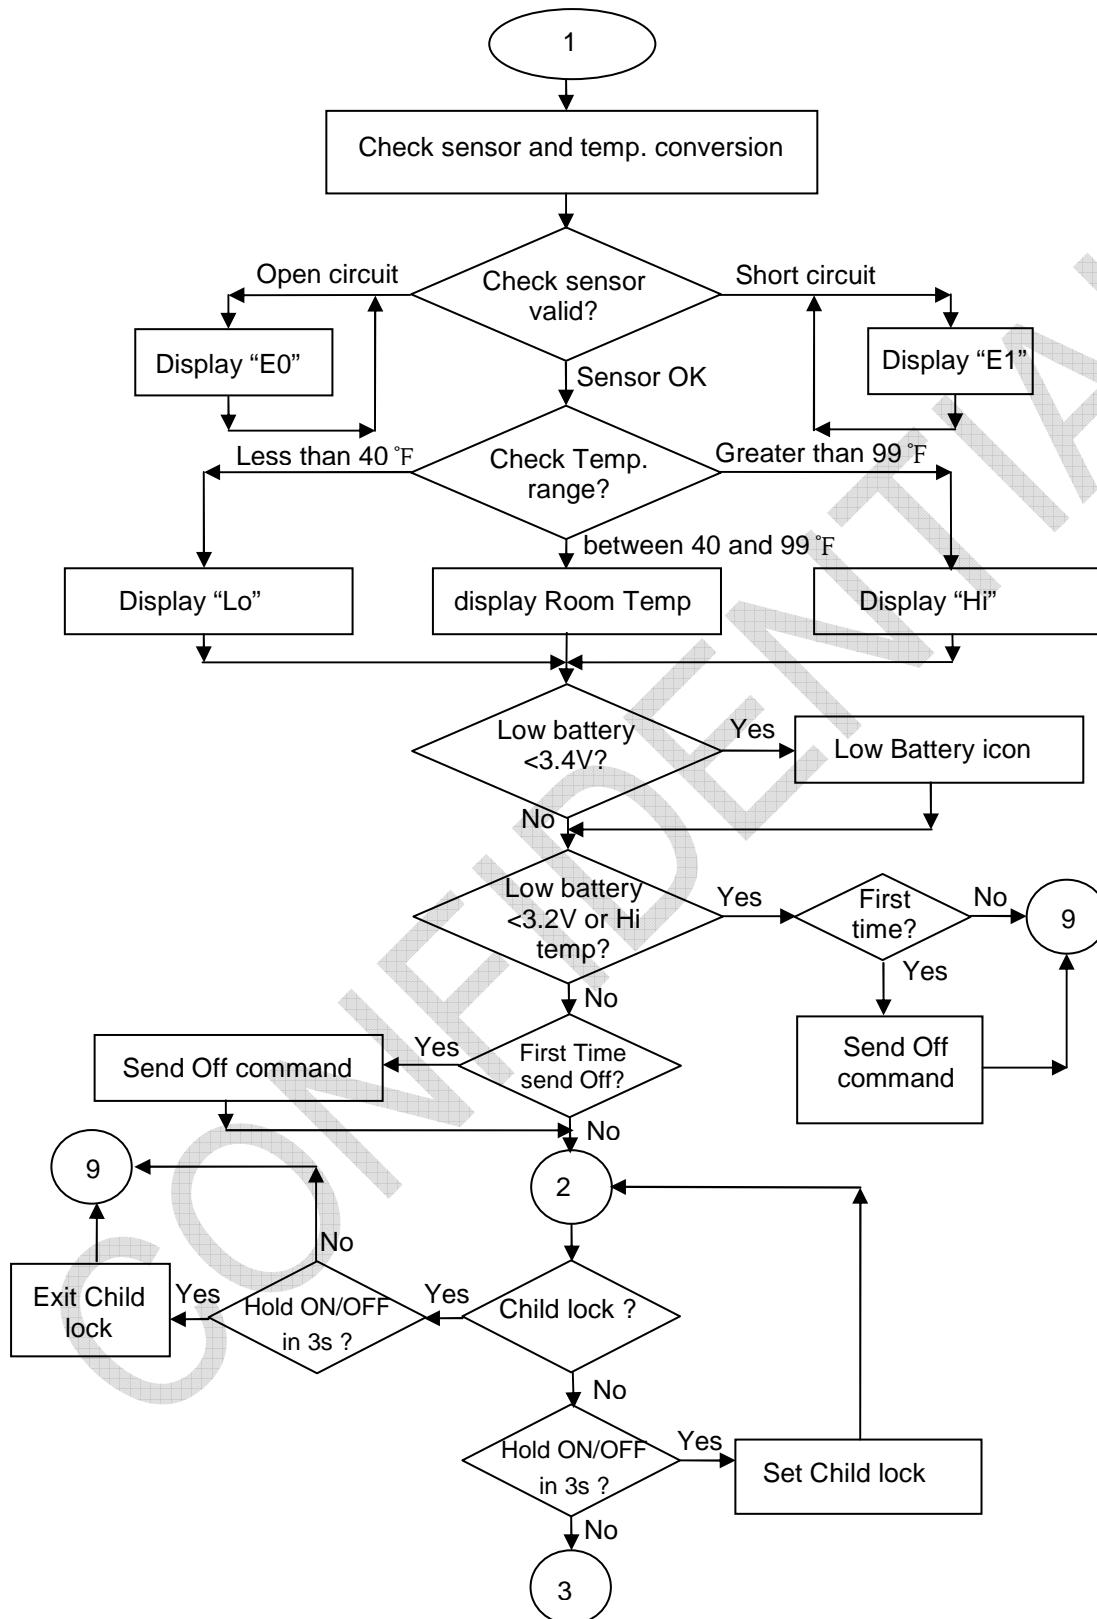 1
Check sensor and temp. conversion
Open circuit
Check sensor
valid?
Short circuit
Display “E0”
Display “E1”
Sensor OK
Less than 40 °F
Check Temp.
range?
Greater than 99 °F
between 40 and 99 °F
Display “Lo”
display Room Temp
Display “Hi”
Low battery
<3.4V?
Yes
Low Battery icon
No
Low battery
<3.2V or Hi
temp?
Yes
First
time?
No
9
Yes
No
Send Off command
Yes
First Time
send Off?
Send Off
command
No
9
2
No
Exit Child
lock
Yes
Hold ON/OFF
in 3s ?
Yes
Child lock ?
No
Hold ON/OFF
in 3s ?
Yes
Set Child lock
No
3
CONFIDENTIA